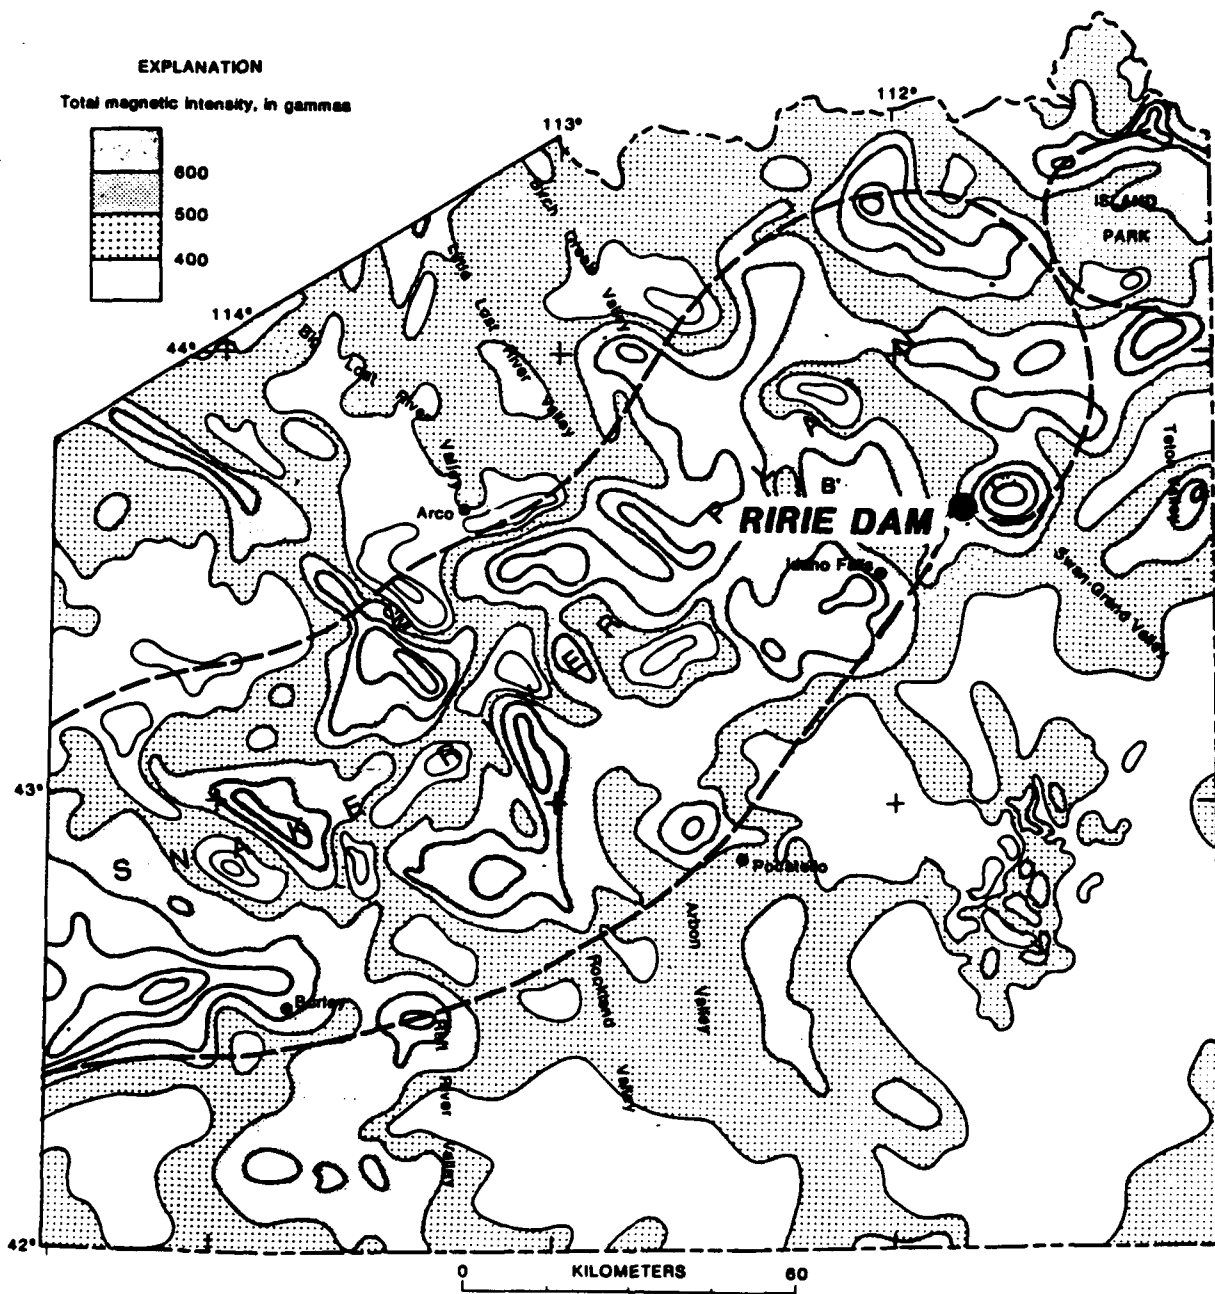 EXPLANATION
Total magnetic intensity, in gammas
600
500
400
112°
113°
114°
44°
43°
42°
ISLAND
PARK
Birch Creek Valley
Little Lost River Valley
Big Lost River Valley
Arco
B'
RIRIE DAM
Idaho Falls
Teton Valley
Swan-Grand Valley
S N A K E
R I V E R
P L A
Pocatello
Burley
Arbon Valley
Rockland Valley
River Valley
0 KILOMETERS 60